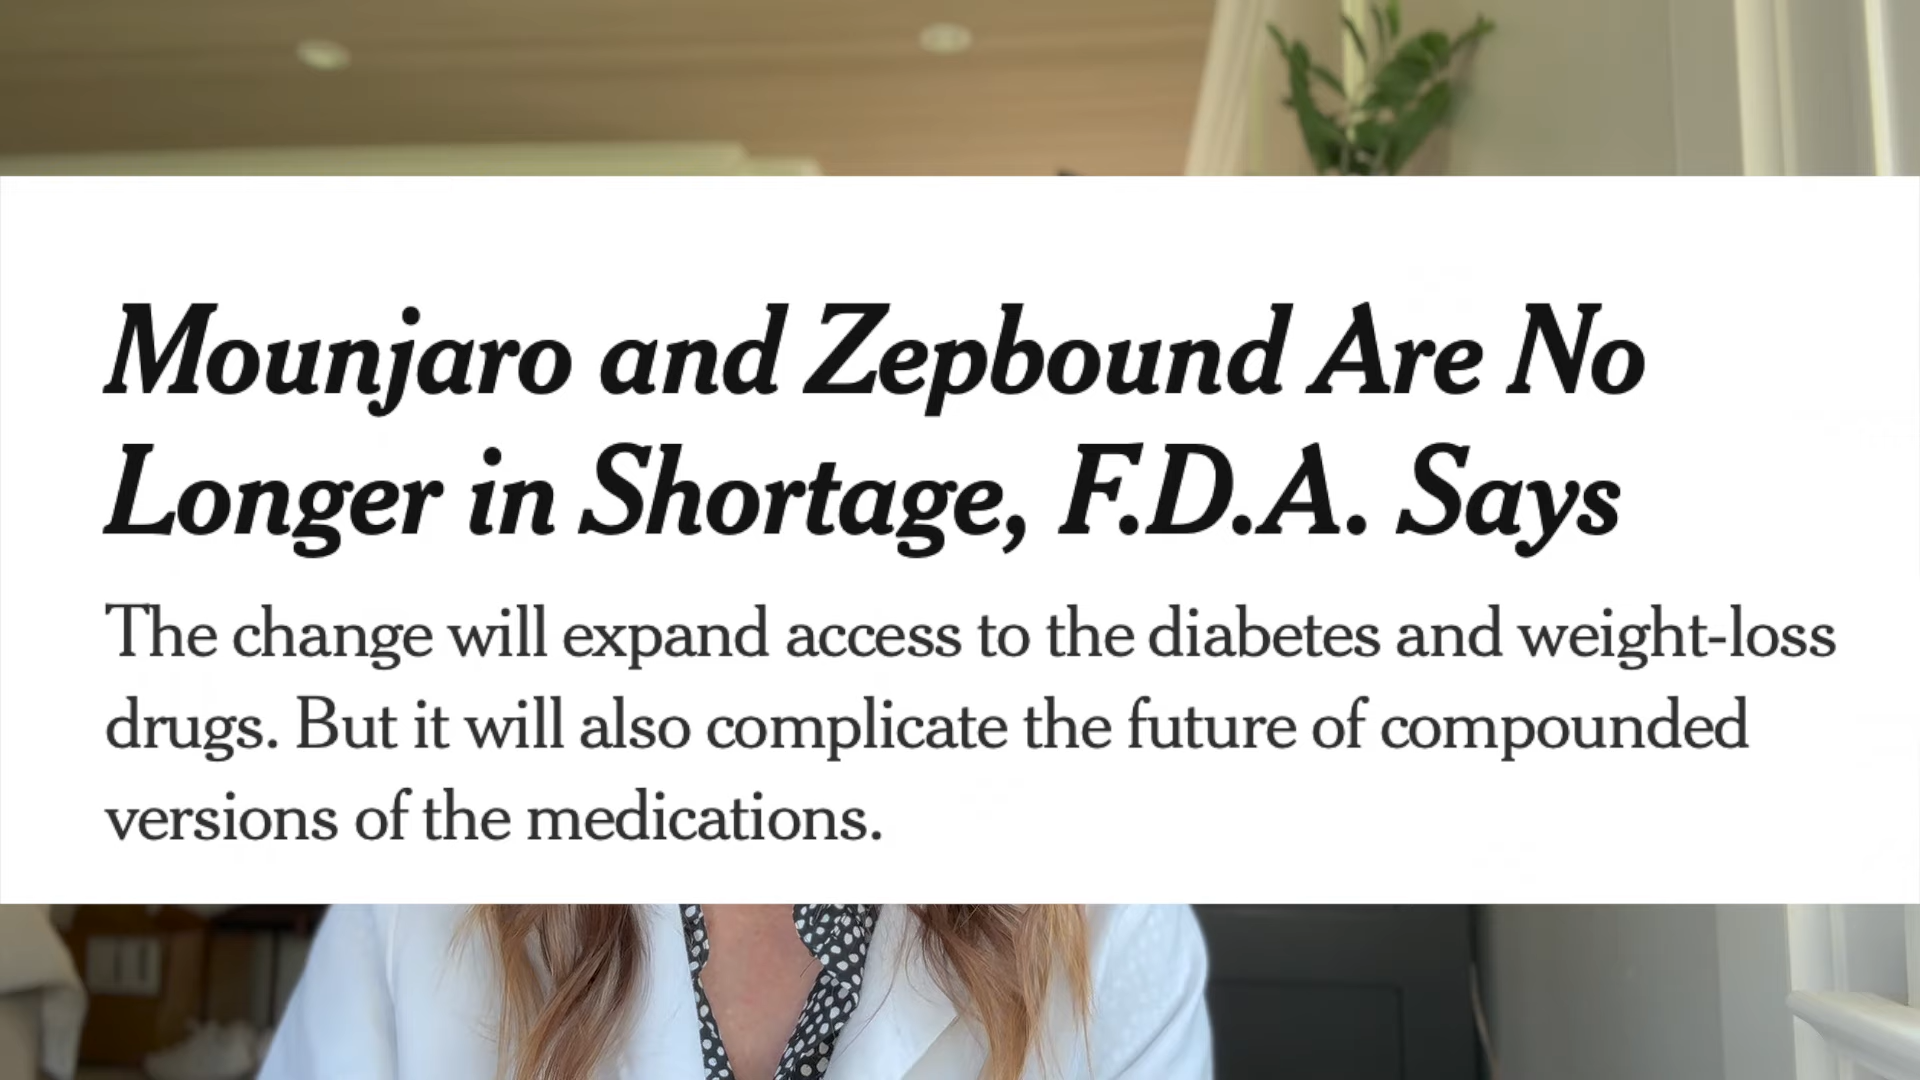 Mounjaro and Zepbound Are No
Longer in Shortage, F.D.A. Says
The change will expand access to the diabetes and weight-loss
drugs. But it will also complicate the future of compounded
versions of the medications.